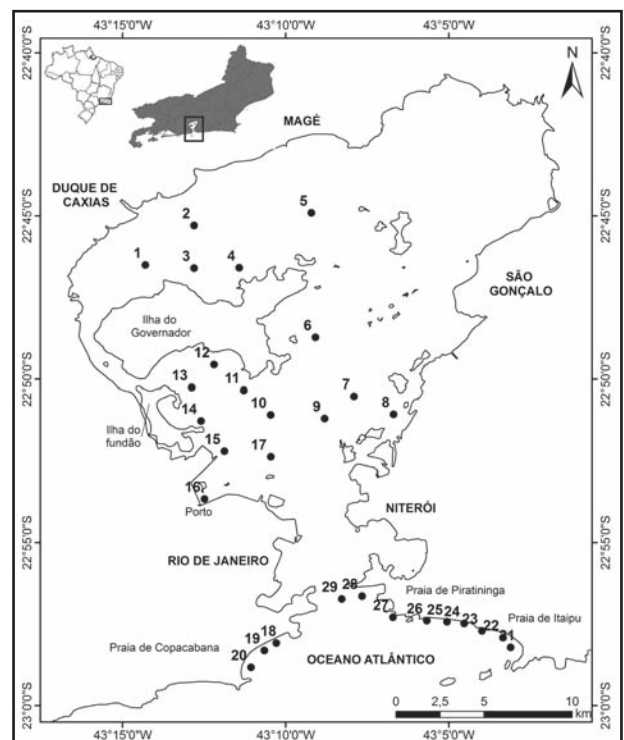 43°15'0"W 43°10'0"W 43°5'0"W
22°40'0"S
22°40'0"S
N
MAGÉ
DUQUE DE
CAXIAS
22°45'0"S
22°45'0"S
5
2
1
3
4
SÃO
GONÇALO
Ilha do
Governador
6
12
22°50'0"S
22°50'0"S
13
11
7
8
14
10
9
Ilha do
fundão
15
17
16
Porto
NITERÓI
22°55'0"S
22°55'0"S
RIO DE JANEIRO
29 28
Praia de Piratininga
27 26 25 24 23 22 21
Praia de Itaipu
Praia de Copacabana
20 19 18
OCEANO ATLÂNTICO
23°0'0"S
23°0'0"S
0 2,5 5 10
km
43°15'0"W 43°10'0"W 43°5'0"W